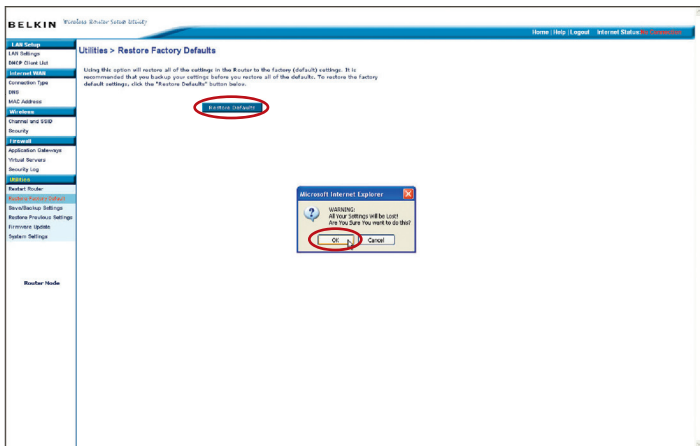 BELKIN Wireless Router Setup Utility
Home | Help | Logout Internet Status: No Connection
LAN Setup
LAN Settings
DHCP Client List
Internet WAN
Connection Type
DNS
MAC Address
Wireless
Channel and SSID
Security
Firewall
Application Gateways
Virtual Servers
Security Log
Utilities
Restart Router
Restore Factory Default
Save/Backup Settings
Restore Previous Settings
Firmware Update
System Settings
Router Mode
Utilities > Restore Factory Defaults
Using this option will restore all of the settings in the Router to the factory (default) settings. It is
recommended that you backup your settings before you restore all of the defaults. To restore the factory
default settings, click the "Restore Defaults" button below.
Restore Defaults
Microsoft Internet Explorer
WARNING:
All Your Settings will be Lost!
Are You Sure You want to do this?
OK Cancel